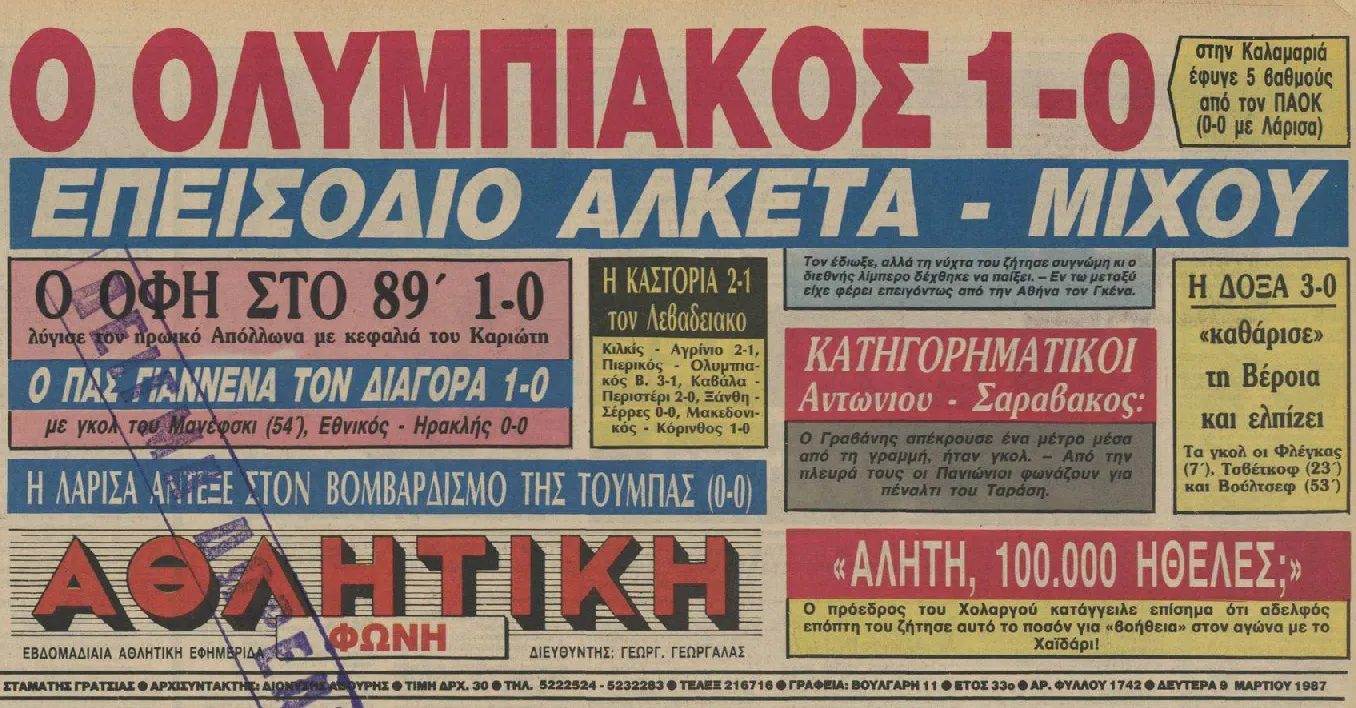 Ο ΟΛΥΜΠΙΑΚΟΣ 1-0
στην Καλαμαριά
έφυγε 5 βαθμούς
από τον ΠΑΟΚ
(0-0 με Λάρισα)
ΕΠΕΙΣΟΔΙΟ ΑΛΚΕΤΑ - ΜΙΧΟΥ
Τον έδιωξε, αλλά τη νύχτα του ζήτησε συγνώμη κι ο
διεθνής λίμπερο δέχθηκε να παίξει. – Εν τω μεταξύ
είχε φέρει επειγόντως από την Αθήνα τον Γκένα.
Ο ΟΦΗ ΣΤΟ 89΄ 1-0
λύγισε τον ηρωικό Απόλλωνα με κεφαλιά του Καριώτη
Ο ΠΑΣ ΓΙΑΝΝΕΝΑ ΤΟΝ ΔΙΑΓΟΡΑ 1-0
με γκολ του Μανέφσκι (54΄), Εθνικός - Ηρακλής 0-0
Η ΚΑΣΤΟΡΙΑ 2-1
τον Λεβαδειακο
Κιλκίς - Αγρίνιο 2-1,
Πιερικός - Ολυμπια-
κός Β. 3-1, Καβάλα -
Περιστέρι 2-0, Ξάνθη -
Σέρρες 0-0, Μακεδονι-
κός - Κόρινθος 1-0
ΚΑΤΗΓΟΡΗΜΑΤΙΚΟΙ
Αντωνιου - Σαραβακος:
Ο Γραβάνης απέκρουσε ένα μέτρο μέσα
από τη γραμμή, ήταν γκολ. – Από την
πλευρά τους οι Πανιώνιοι φωνάζουν για
πέναλτι του Ταράση.
Η ΔΟΞΑ 3-0
«καθάρισε»
τη Βέροια
και ελπίζει
Τα γκολ οι Φλέγκας
(7΄). Τσβέτκοφ (23΄)
και Βούλτσεφ (53΄)
Η ΛΑΡΙΣΑ ΑΝΤΕΞΕ ΣΤΟΝ ΒΟΜΒΑΡΔΙΣΜΟ ΤΗΣ ΤΟΥΜΠΑΣ (0-0)
ΑΘΛΗΤΙΚΗ
ΦΩΝΗ
ΕΒΔΟΜΑΔΙΑΙΑ ΑΘΛΗΤΙΚΗ ΕΦΗΜΕΡΙΔΑ
ΔΙΕΥΘΥΝΤΗΣ: ΓΕΩΡΓ. ΓΕΩΡΓΑΛΑΣ
«ΑΛΗΤΗ, 100.000 ΗΘΕΛΕΣ;»
Ο πρόεδρος του Χολαργού κατάγγειλε επίσημα ότι αδελφός
επόπτη του ζήτησε αυτό το ποσόν για «βοήθεια» στον αγώνα με το
Χαϊδάρι!
ΣΤΑΜΑΤΗΣ ΓΡΑΤΣΙΑΣ ● ΑΡΧΙΣΥΝΤΑΚΤΗΣ: ΔΙΟΝΥΣΗΣ ΑΒΟΥΡΗΣ ● ΤΙΜΗ ΔΡΧ. 30 ● ΤΗΛ. 5222524 - 5232283 ● ΤΕΛΕΞ 216716 ● ΓΡΑΦΕΙΑ: ΒΟΥΛΓΑΡΗ 11 ● ΕΤΟΣ 33ο ● ΑΡ. ΦΥΛΛΟΥ 1742 ● ΔΕΥΤΕΡΑ 9 ΜΑΡΤΙΟΥ 1987